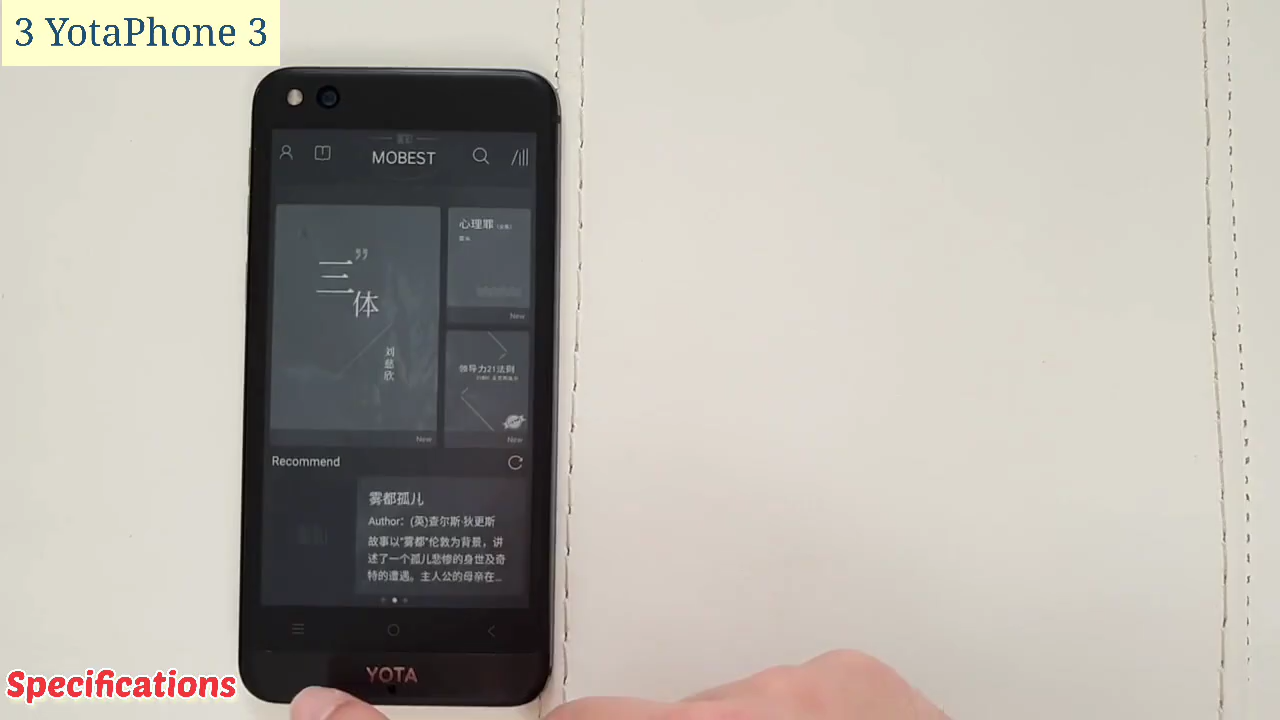 3 YotaPhone 3
MOBEST
三
体
刘慈欣
New
心理罪
New
领导力21法则
New
Recommend
雾都孤儿
Author: (英)查尔斯·狄更斯
故事以"雾都"伦敦为背景，讲
述了一个孤儿悲惨的身世及奇
特的遭遇。主人公的母亲在...
YOTA
Specifications